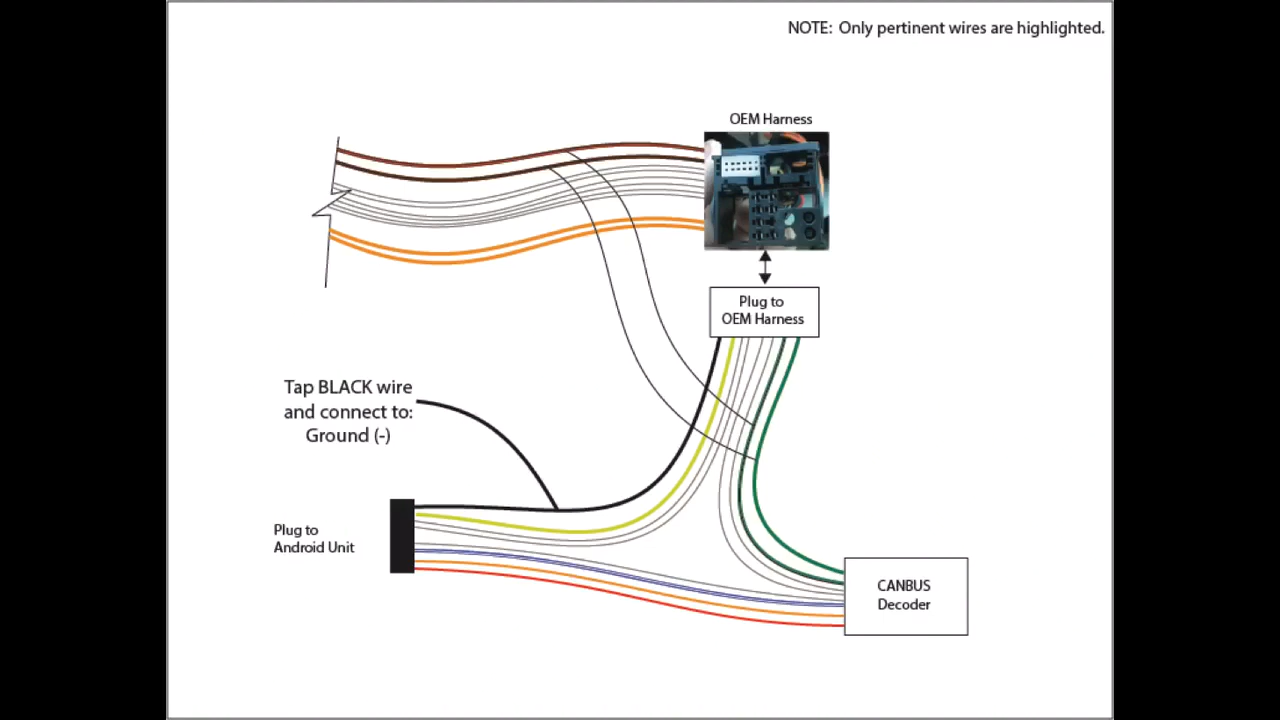 NOTE: Only pertinent wires are highlighted.
OEM Harness
Plug to
OEM Harness
Tap BLACK wire
and connect to:
Ground (-)
Plug to
Android Unit
CANBUS
Decoder